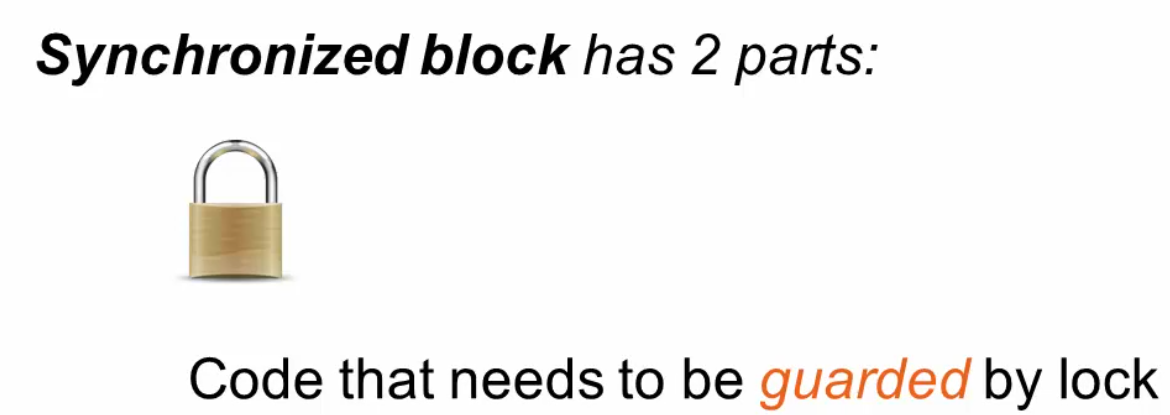 Synchronized block has 2 parts:
Code that needs to be guarded by lock